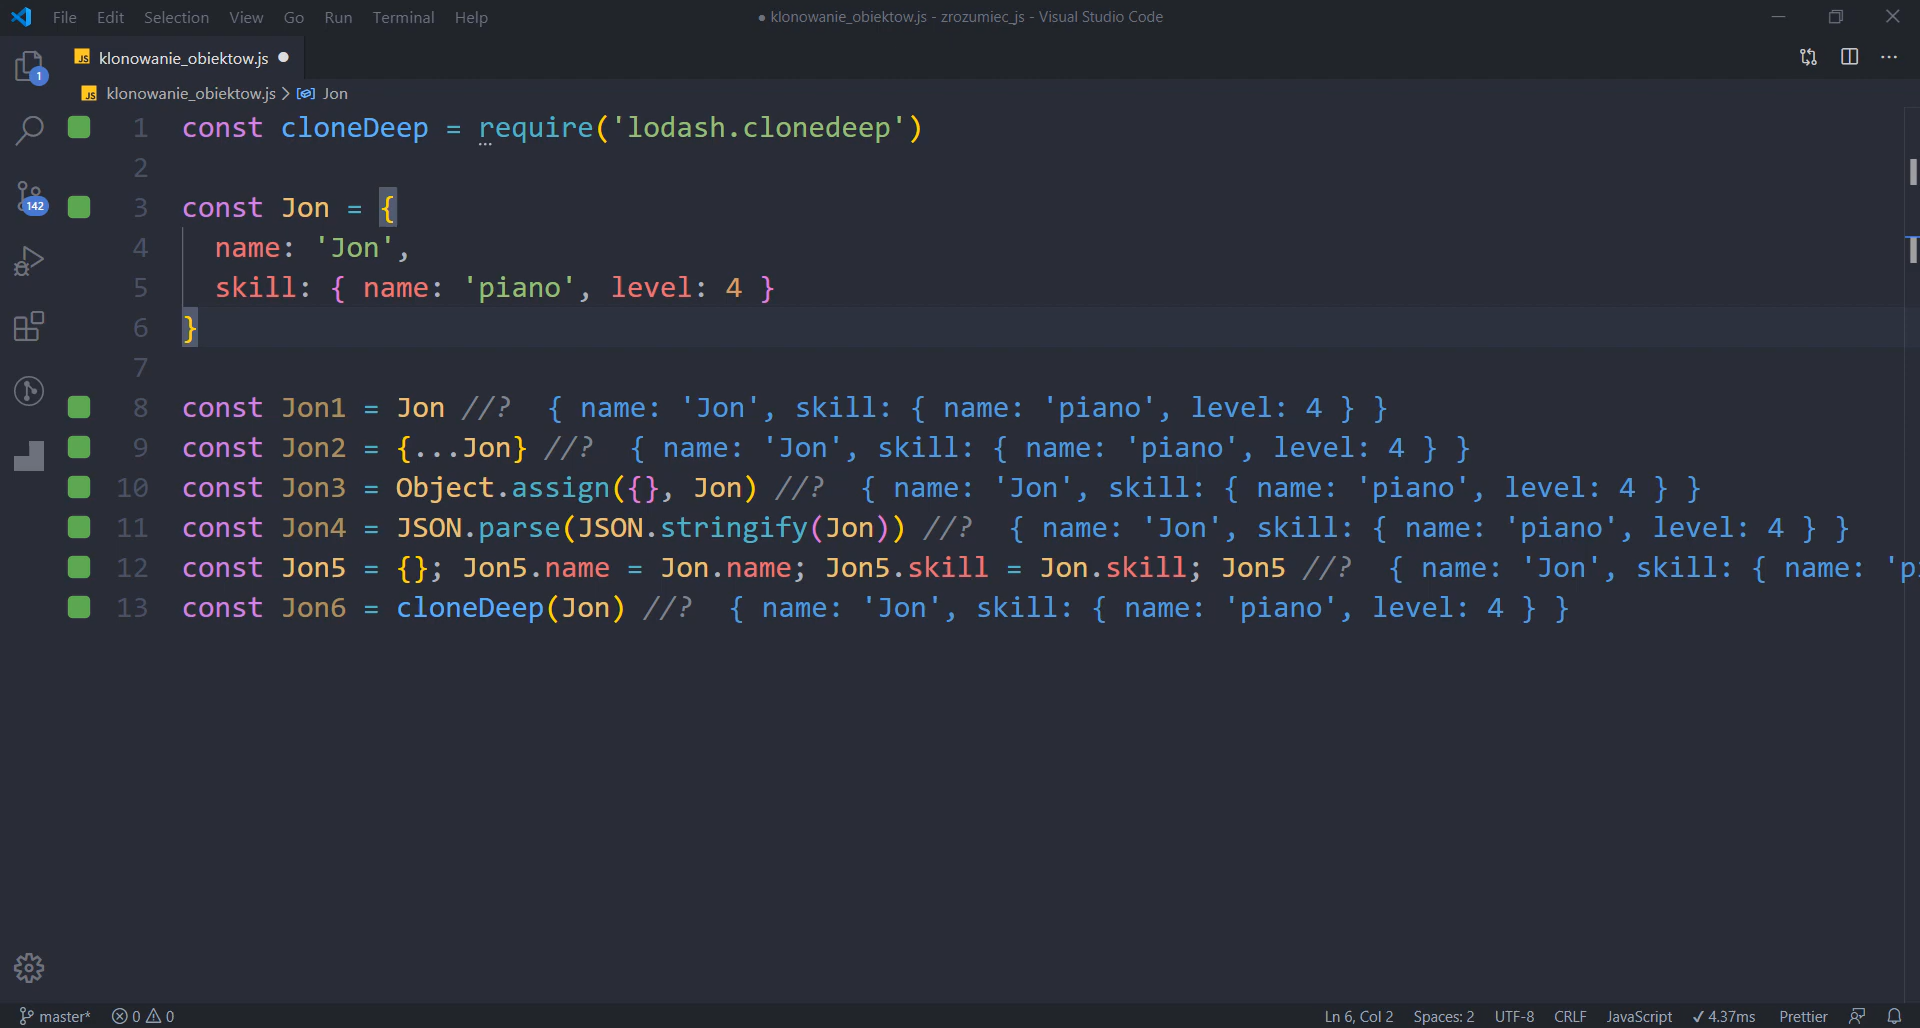 File Edit Selection View Go Run Terminal Help ● klonowanie_obiektow.js - zrozumiec_js - Visual Studio Code
JS klonowanie_obiektow.js
1
JS klonowanie_obiektow.js > Jon
1 const cloneDeep = require('lodash.clonedeep')
2
142
3 const Jon = {
4 name: 'Jon',
5 skill: { name: 'piano', level: 4 }
6 }
7
8 const Jon1 = Jon //? { name: 'Jon', skill: { name: 'piano', level: 4 } }
9 const Jon2 = {...Jon} //? { name: 'Jon', skill: { name: 'piano', level: 4 } }
10 const Jon3 = Object.assign({}, Jon) //? { name: 'Jon', skill: { name: 'piano', level: 4 } }
11 const Jon4 = JSON.parse(JSON.stringify(Jon)) //? { name: 'Jon', skill: { name: 'piano', level: 4 } }
12 const Jon5 = {}; Jon5.name = Jon.name; Jon5.skill = Jon.skill; Jon5 //? { name: 'Jon', skill: { name: 'p
13 const Jon6 = cloneDeep(Jon) //? { name: 'Jon', skill: { name: 'piano', level: 4 } }
master* 0 0 Ln 6, Col 2 Spaces: 2 UTF-8 CRLF JavaScript ✓ 4.37ms Prettier